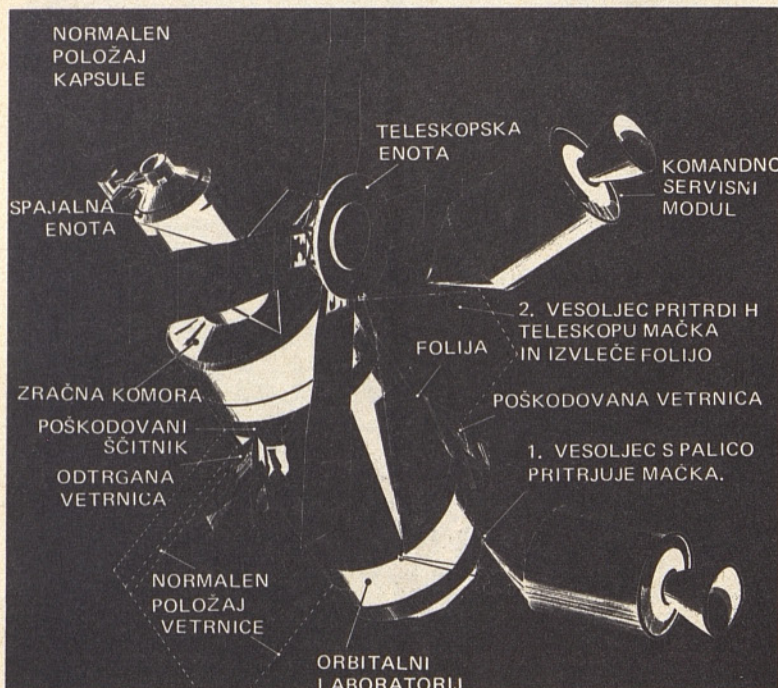 NORMALEN
POLOŽAJ
KAPSULE
TELESKOPSKA
ENOTA
KOMANDNO
SERVISNI
MODUL
SPAJALNA
ENOTA
2. VESOLJEC PRITRDI H
TELESKOPU MAČKA
IN IZVLEČE FOLIJO
FOLIJA
ZRAČNA KOMORA
POŠKODOVANA VETRNICA
POŠKODOVANI
ŠČITNIK
1. VESOLJEC S PALICO
PRITRJUJE MAČKA.
ODTRGANA
VETRNICA
NORMALEN
POLOŽAJ
VETRNICE
ORBITALNI
LABORATORIJ